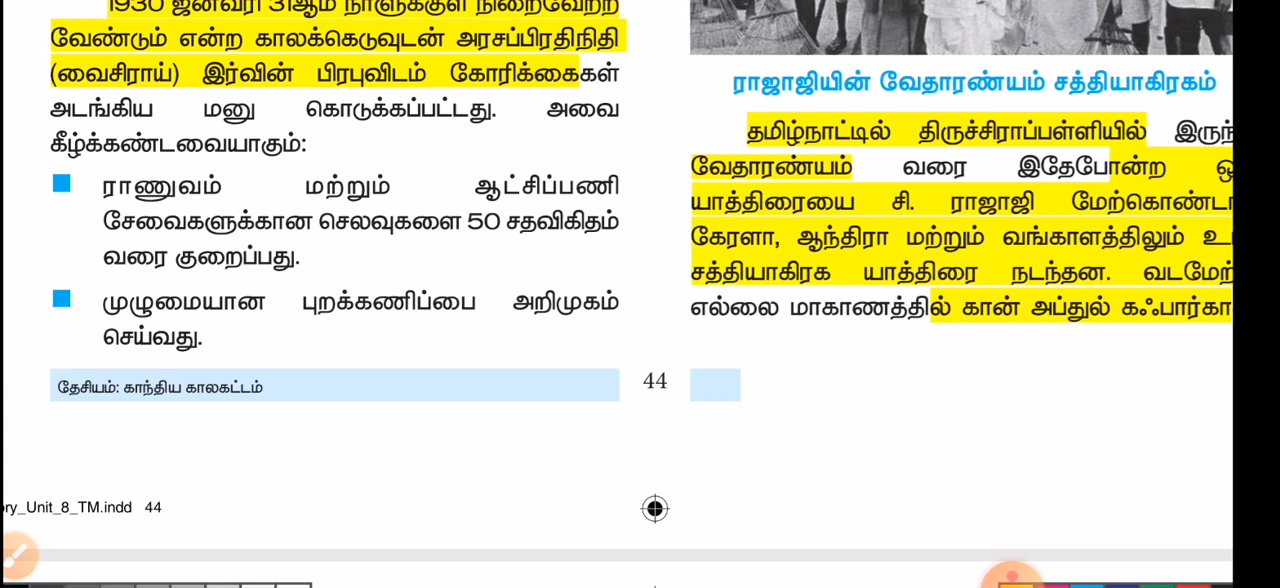 1930 ஜனவரி 31ஆம் நாளுக்குள் நிறைவேற்ற
வேண்டும் என்ற காலக்கெடுவுடன் அரசப்பிரதிநிதி
(வைசிராய்) இர்வின் பிரபுவிடம் கோரிக்கைகள்
அடங்கிய மனு கொடுக்கப்பட்டது. அவை
கீழ்க்கண்டவையாகும்:
ராணுவம் மற்றும் ஆட்சிப்பணி
சேவைகளுக்கான செலவுகளை 50 சதவிகிதம்
வரை குறைப்பது.
முழுமையான புறக்கணிப்பை அறிமுகம்
செய்வது.
ராஜாஜியின் வேதாரண்யம் சத்தியாகிரகம்
தமிழ்நாட்டில் திருச்சிராப்பள்ளியில்
வேதாரண்யம் வரை இதேபோன்ற
யாத்திரையை சி. ராஜாஜி
கேரளா, ஆந்திரா மற்றும் வங்காளத்திலும்
சத்தியாகிரக யாத்திரை நடந்தன.
எல்லை மாகாணத்தில் கான் அப்துல்
தேசியம்: காந்திய காலகட்டம்
44
ry_Unit_8_TM.indd 44